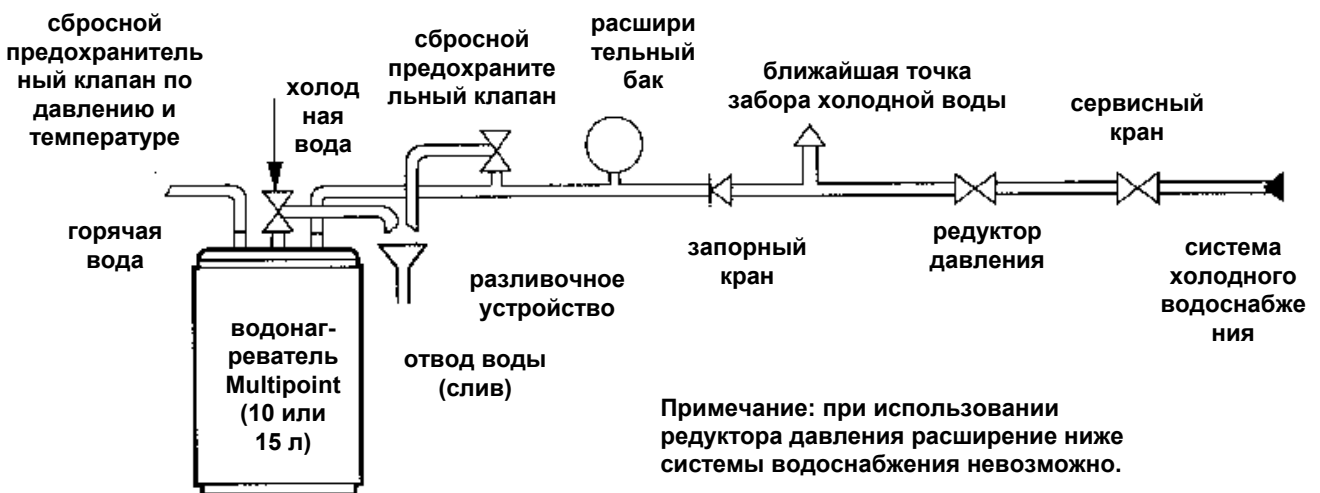 сбросной
предохранитель
ный клапан по
давлению и
температуре
холод
ная
вода
сбросной
предохраните
льный клапан
расшири
тельный
бак
ближайшая точка
забора холодной воды
сервисный
кран
горячая
вода
разливочное
устройство
запорный
кран
редуктор
давления
система
холодного
водоснабже
ния
водонаг-
реватель
Multipoint
(10 или
15 л)
отвод воды
(слив)
Примечание: при использовании
редуктора давления расширение ниже
системы водоснабжения невозможно.